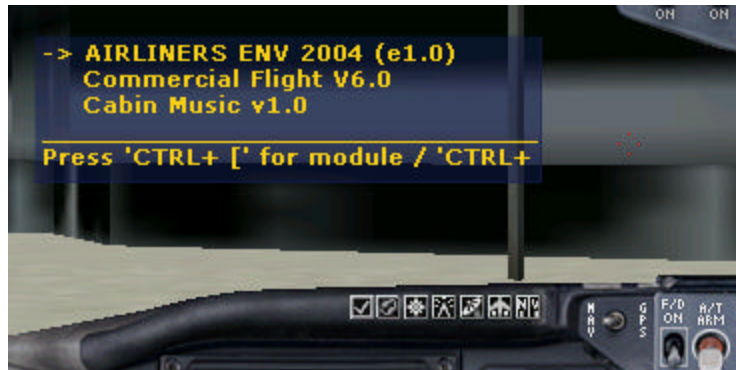 ON ON
-> AIRLINERS ENV 2004 (e1.0)
Commercial Flight V6.0
Cabin Music v1.0
Press 'CTRL+ [' for module / 'CTRL+
NAV
GPS
F/D ON
A/T ARM